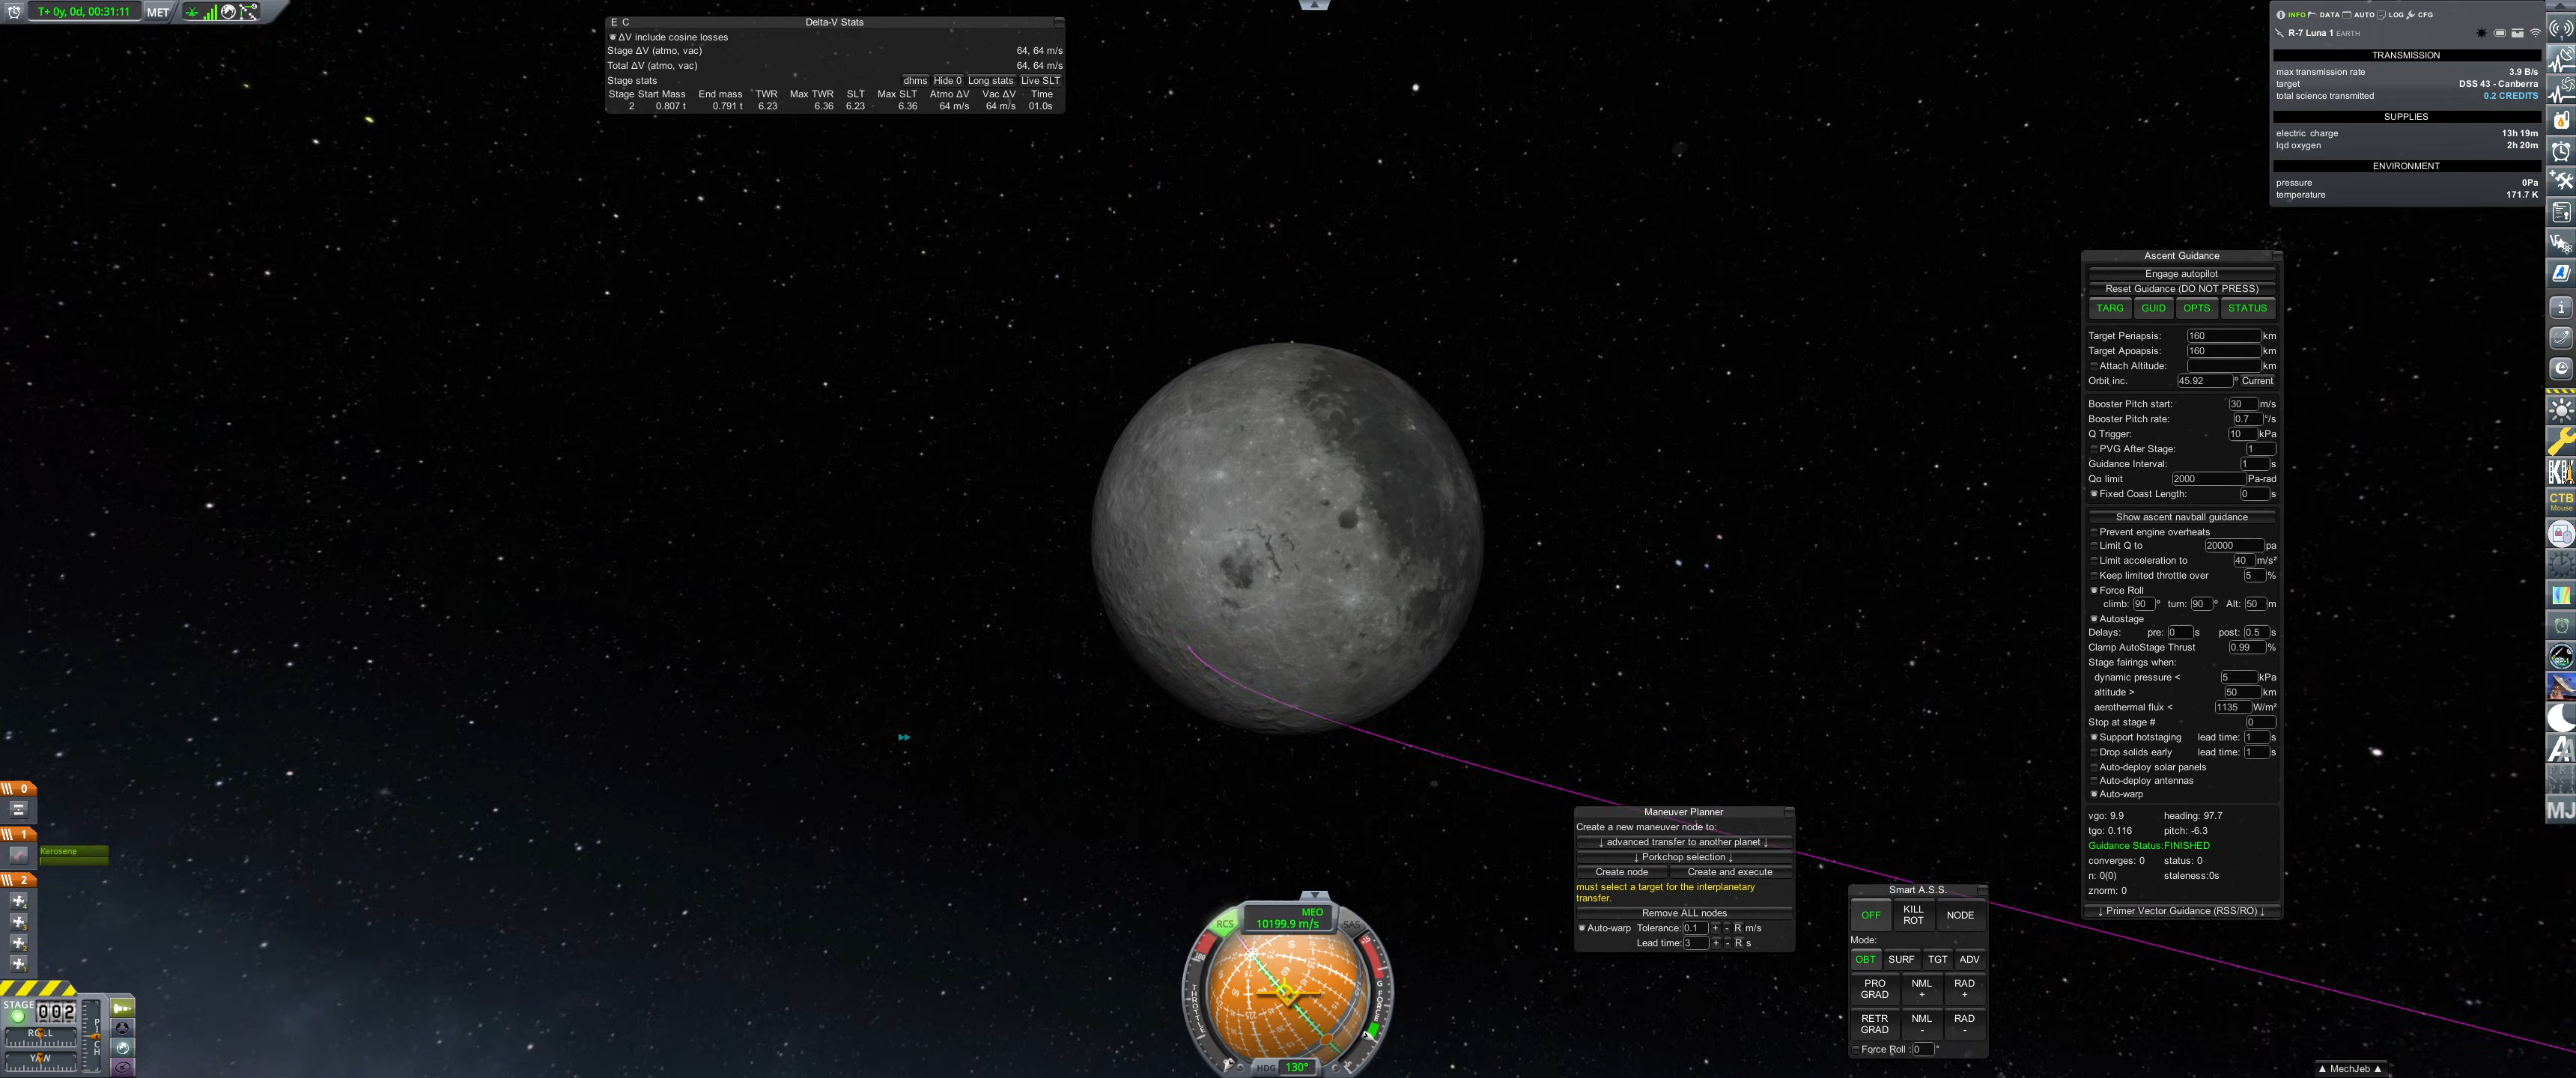 T+ 0y, 0d, 00:31:11 MET
E C Delta-V Stats
ΔV include cosine losses
Stage ΔV (atmo, vac) 64, 64 m/s
Total ΔV (atmo, vac) 64, 64 m/s
Stage stats dhms Hide 0 Long stats Live SLT
Stage Start Mass End mass TWR Max TWR SLT Max SLT Atmo ΔV Vac ΔV Time
2 0.807 t 0.791 t 6.23 6.36 6.23 6.36 64 m/s 64 m/s 01.0s
INFO DATA AUTO LOG CFG
R-7 Luna 1 EARTH
TRANSMISSION
max transmission rate 3.9 B/s
target DSS 43 - Canberra
total science transmitted 0.2 CREDITS
SUPPLIES
electric charge 13h 19m
lqd oxygen 2h 20m
ENVIRONMENT
pressure 0Pa
temperature 171.7 K
Ascent Guidance
Engage autopilot
Reset Guidance (DO NOT PRESS)
TARG GUID OPTS STATUS
Target Periapsis: 160 km
Target Apoapsis: 160 km
Attach Altitude: km
Orbit inc. 45.92 ° Current
Booster Pitch start: 30 m/s
Booster Pitch rate: 0.7 °/s
Q Trigger: 10 kPa
PVG After Stage: 1
Guidance Interval: 1 s
Qα limit 2000 Pa-rad
Fixed Coast Length: 0 s
Show ascent navball guidance
Prevent engine overheats
Limit Q to 20000 pa
Limit acceleration to 40 m/s²
Keep limited throttle over 5 %
Force Roll
climb: 90 ° turn: 90 ° Alt: 50 m
Autostage
Delays: pre: 0 s post: 0.5 s
Clamp AutoStage Thrust 0.99 %
Stage fairings when:
dynamic pressure < 5 kPa
altitude > 50 km
aerothermal flux < 1135 W/m²
Stop at stage # 0
Support hotstaging lead time: 1 s
Drop solids early lead time: 1 s
Auto-deploy solar panels
Auto-deploy antennas
Auto-warp
vgo: 9.9 heading: 97.7
tgo: 0.116 pitch: -6.3
Guidance Status:FINISHED
converges: 0 status: 0
n: 0(0) staleness:0s
znorm: 0
↓ Primer Vector Guidance (RSS/RO) ↓
CTB
Mouse
MJ
Maneuver Planner
Create a new maneuver node to:
↓ advanced transfer to another planet ↓
↓ Porkchop selection ↓
Create node Create and execute
must select a target for the interplanetary
transfer.
Remove ALL nodes
Auto-warp Tolerance: 0.1 + - R m/s
Lead time: 3 + - R s
Smart A.S.S.
OFF KILL ROT NODE
Mode:
OBT SURF TGT ADV
PRO GRAD NML + RAD +
RETR GRAD NML - RAD -
Force Roll : 0 °
0
1
Kerosene
2
STAGE 002
ROLL
YAW
PITCH
RCS MEO SAS
10199.9 m/s
THROTTLE
G FORCE
HDG 130°
▲ MechJeb ▲